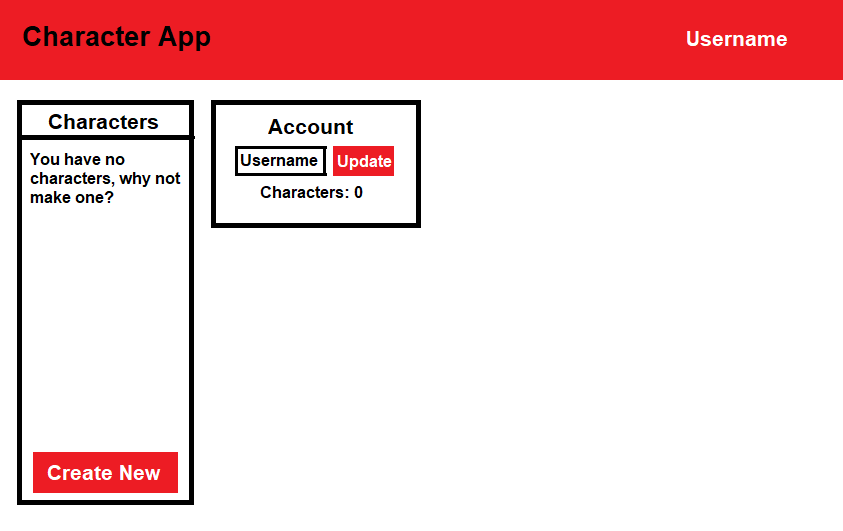 Character App
Username
Characters
You have no
characters, why not
make one?
Create New
Account
Username
Update
Characters: 0